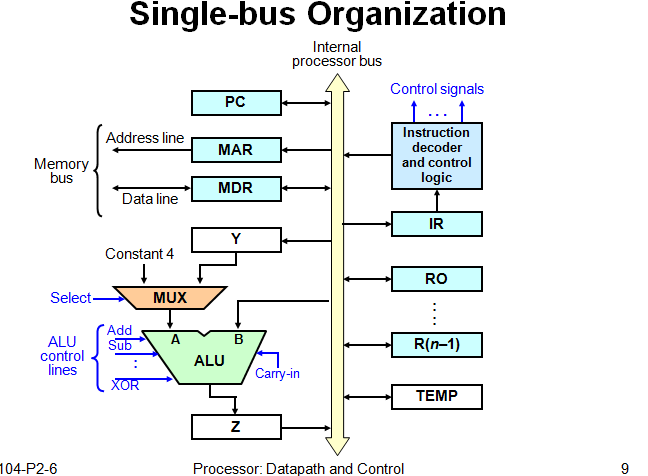 Single-bus Organization
Internal
processor bus
Control signals
PC
...
Instruction
decoder
and control
logic
Address line
MAR
Memory
bus
MDR
Data line
IR
Y
Constant 4
RO
Select
MUX
Add
A
B
R(n–1)
ALU
control
lines
Sub
ALU
:
Carry-in
XOR
TEMP
Z
104-P2-6
Processor: Datapath and Control
9